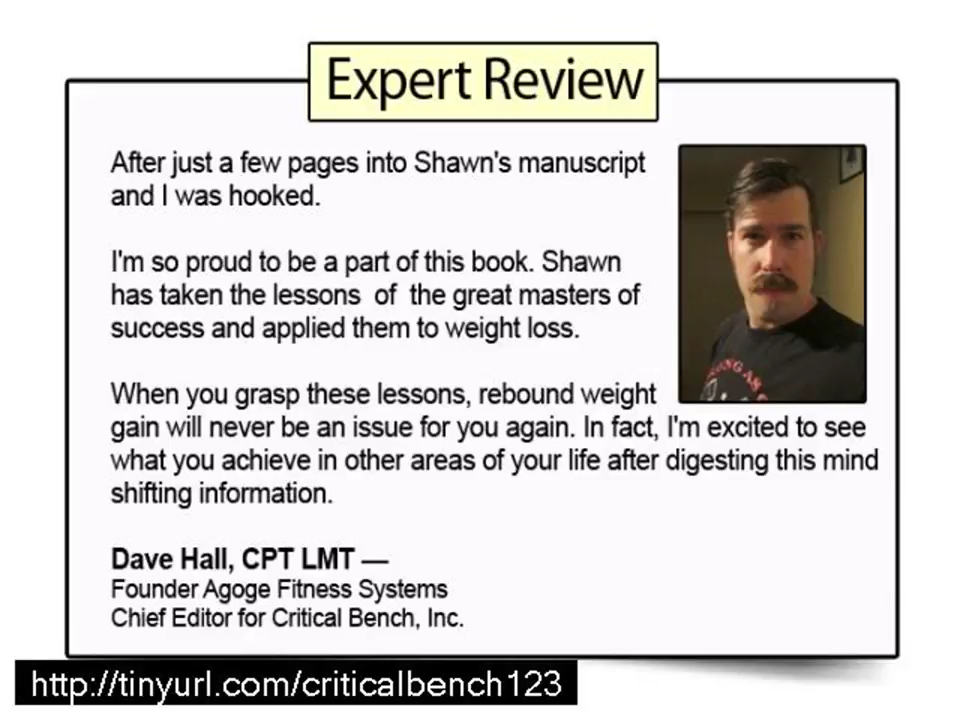 Expert Review
After just a few pages into Shawn's manuscript
and I was hooked.
I'm so proud to be a part of this book. Shawn
has taken the lessons of the great masters of
success and applied them to weight loss.
When you grasp these lessons, rebound weight
gain will never be an issue for you again. In fact, I'm excited to see
what you achieve in other areas of your life after digesting this mind
shifting information.
Dave Hall, CPT LMT —
Founder Agoge Fitness Systems
Chief Editor for Critical Bench, Inc.
http://tinyurl.com/criticalbench123